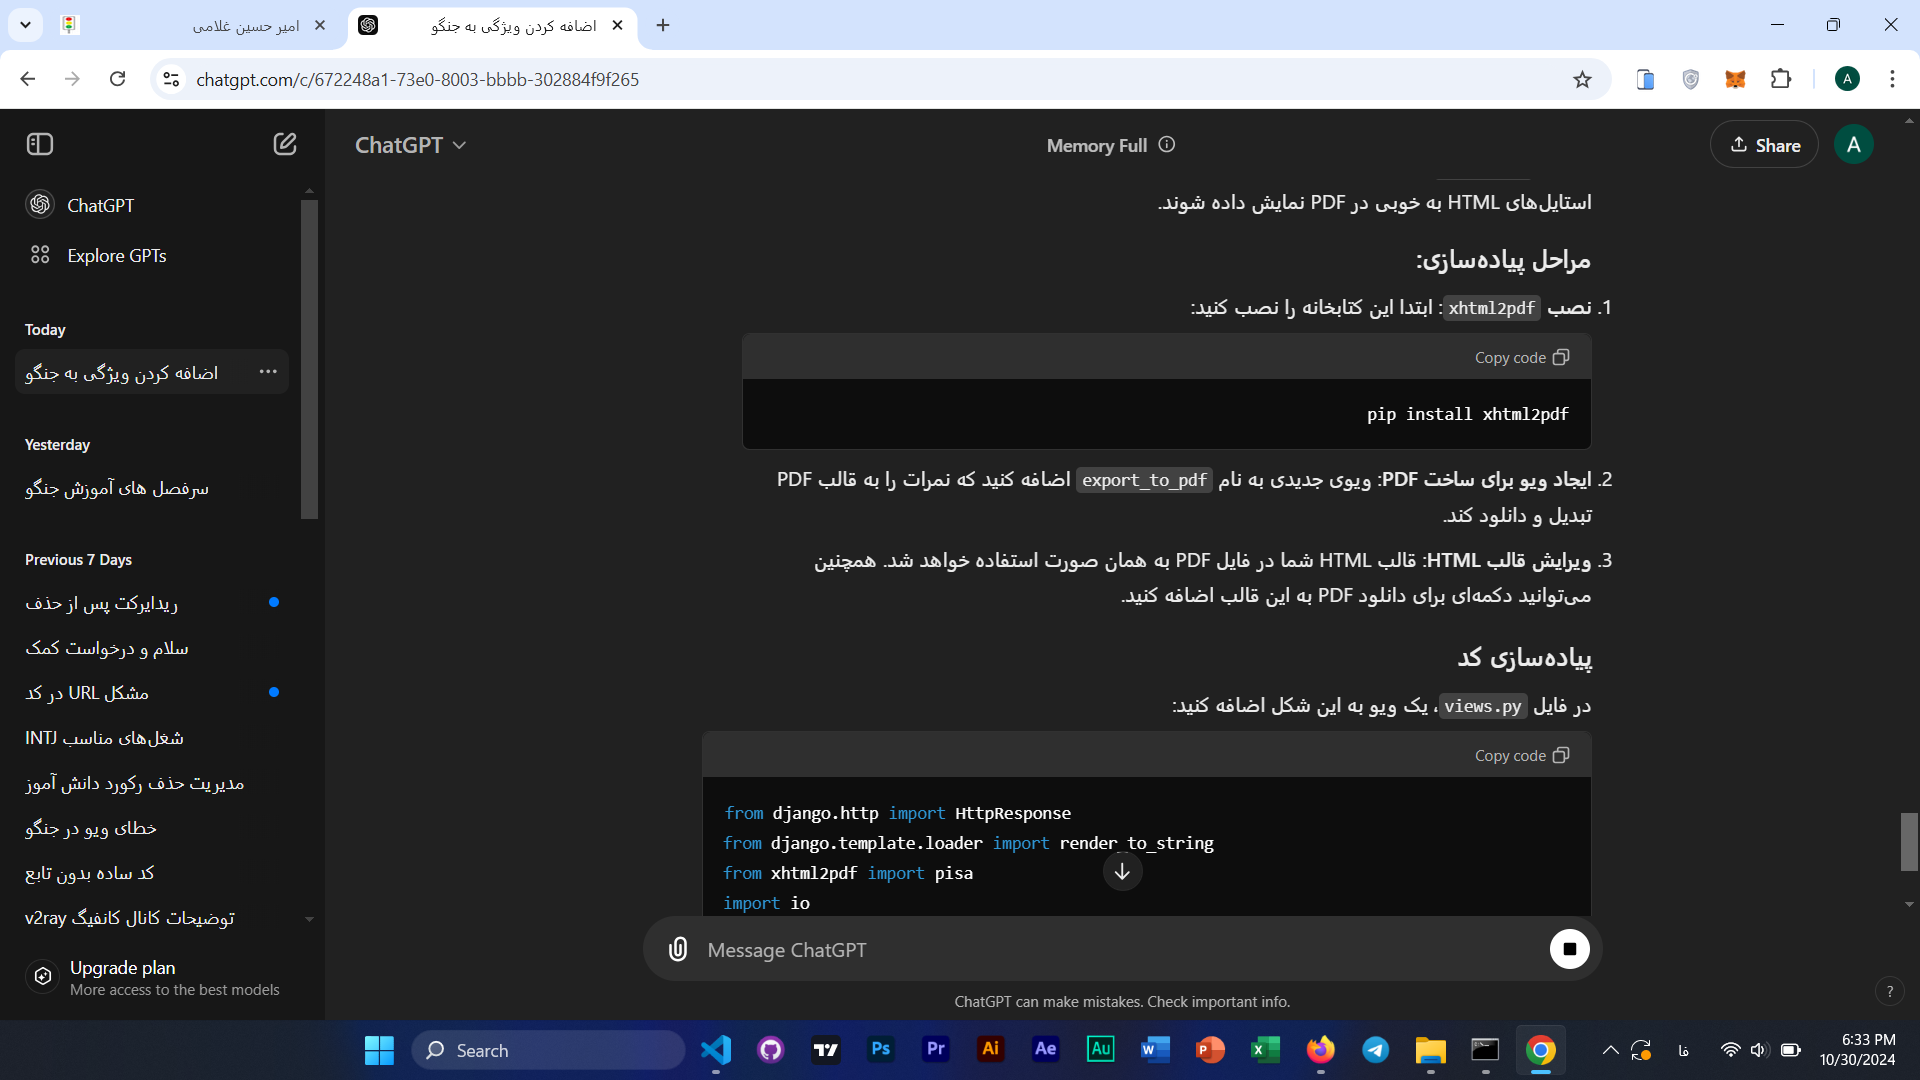 امیر حسین غلامی
اضافه کردن ویژگی به جنگو
chatgpt.com/c/672248a1-73e0-8003-bbbb-302884f9f265
A
ChatGPT
Memory Full
Share
A
ChatGPT
Explore GPTs
Today
اضافه کردن ویژگی به جنگو
Yesterday
سرفصل های آموزش جنگو
Previous 7 Days
ریدایرکت پس از حذف
سلام و درخواست کمک
مشکل URL در کد
شغل‌های مناسب INTJ
مدیریت حذف رکورد دانش آموز
خطای ویو در جنگو
کد ساده بدون تابع
توضیحات کانال کانفیگ v2ray
Upgrade plan
More access to the best models
استایل‌های HTML به خوبی در PDF نمایش داده شوند.
مراحل پیاده‌سازی:
1. نصب xhtml2pdf: ابتدا این کتابخانه را نصب کنید:
Copy code
pip install xhtml2pdf
2. ایجاد ویو برای ساخت PDF: ویوی جدیدی به نام export_to_pdf اضافه کنید که نمرات را به قالب PDF
تبدیل و دانلود کند.
3. ویرایش قالب HTML: قالب HTML شما در فایل PDF به همان صورت استفاده خواهد شد. همچنین
می‌توانید دکمه‌ای برای دانلود PDF به این قالب اضافه کنید.
پیاده‌سازی کد
در فایل views.py، یک ویو به این شکل اضافه کنید:
Copy code
from django.http import HttpResponse
from django.template.loader import render_to_string
from xhtml2pdf import pisa
import io
Message ChatGPT
ChatGPT can make mistakes. Check important info.
?
Search
Ps
Pr
Ai
Ae
Au
W
P
X
فا
6:33 PM
10/30/2024